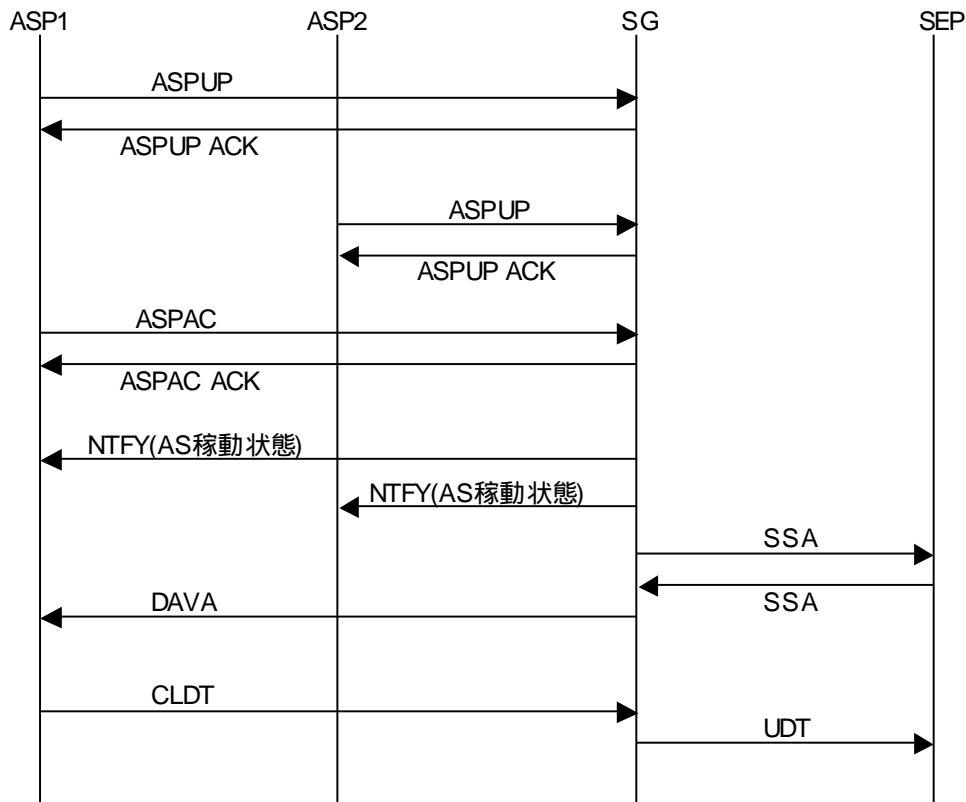 ASP1 ASP2 SG SEP
ASPUP
ASPUP ACK
ASPUP
ASPUP ACK
ASPAC
ASPAC ACK
NTFY(AS稼動状態)
NTFY(AS稼動状態)
SSA
SSA
DAVA
CLDT
UDT